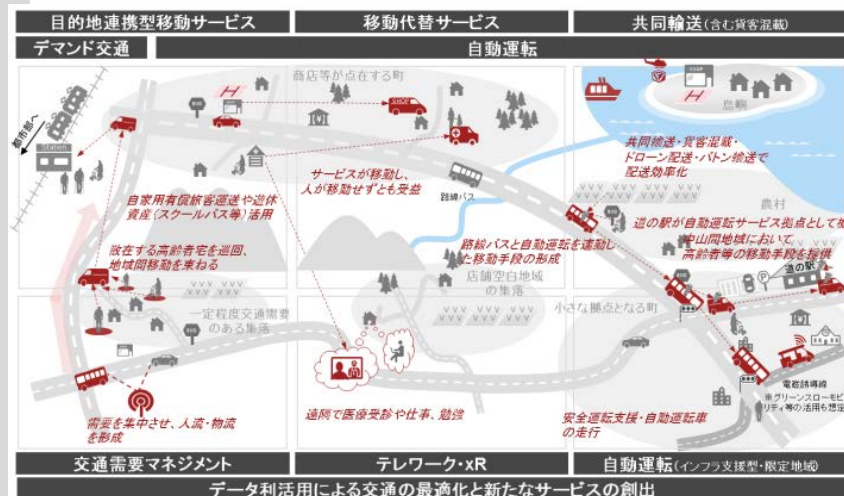 目的地連携型移動サービス
移動代替サービス
共同輸送(含む貨客混載)
デマンド交通
自動運転
都市部へ
Station
商店等が点在する町
BUS
SHOP
島嶼
共同輸送・貨客混載・
ドローン配送・バトン輸送で
配送効率化
自家用有償旅客運送や遊休
資産(スクールバス等)活用
サービスが移動し、
人が移動せずとも受益
路線バス
農村
散在する高齢者宅を巡回、
地域間移動を束ねる
路線バスと自動運転を連動し
た移動手段の形成
道の駅が自動運転サービス拠点として
中山間地域において
高齢者等の移動手段を提供
道の駅
店舗空白地域
の集落
一定程度交通需要
のある集落
小さな拠点となる町
需要を集中させ、人流・物流
を形成
遠隔で医療受診や仕事、勉強
安全運転支援・自動運転車
の走行
電磁誘導線
※グリーンスローモビ
リティ等の活用も想定
交通需要マネジメント
テレワーク・xR
自動運転(インフラ支援型・限定地域)
データ利活用による交通の最適化と新たなサービスの創出